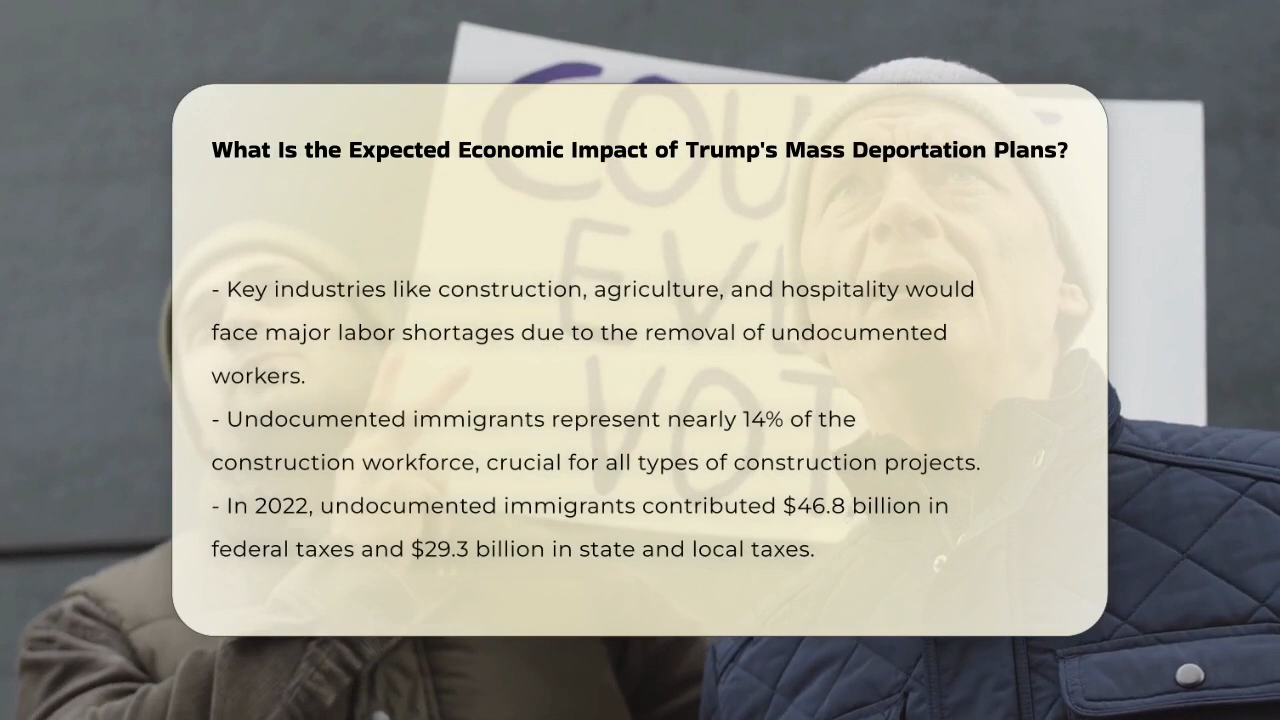 What Is the Expected Economic Impact of Trump's Mass Deportation Plans?
- Key industries like construction, agriculture, and hospitality would
face major labor shortages due to the removal of undocumented
workers.
- Undocumented immigrants represent nearly 14% of the
construction workforce, crucial for all types of construction projects.
- In 2022, undocumented immigrants contributed $46.8 billion in
federal taxes and $29.3 billion in state and local taxes.
COU
EV
VOT